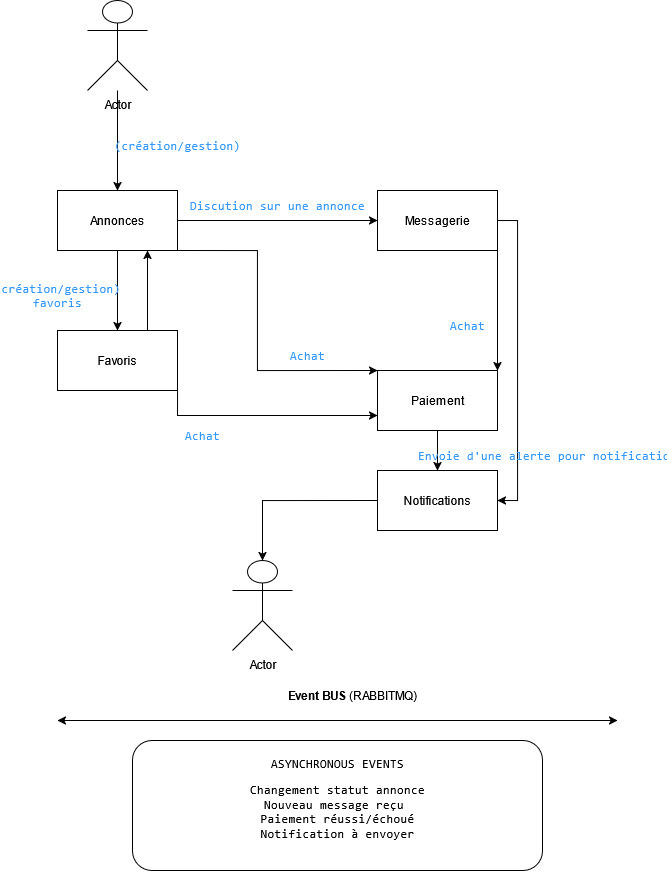 Actor
(création/gestion)
Discution sur une annonce
Annonces
Messagerie
création/gestion)
favoris
Achat
Achat
Favoris
Paiement
Achat
Envoie d'une alerte pour notificatio
Notifications
Actor
Event BUS (RABBITMQ)
ASYNCHRONOUS EVENTS
Changement statut annonce
Nouveau message reçu
Paiement réussi/échoué
Notification à envoyer